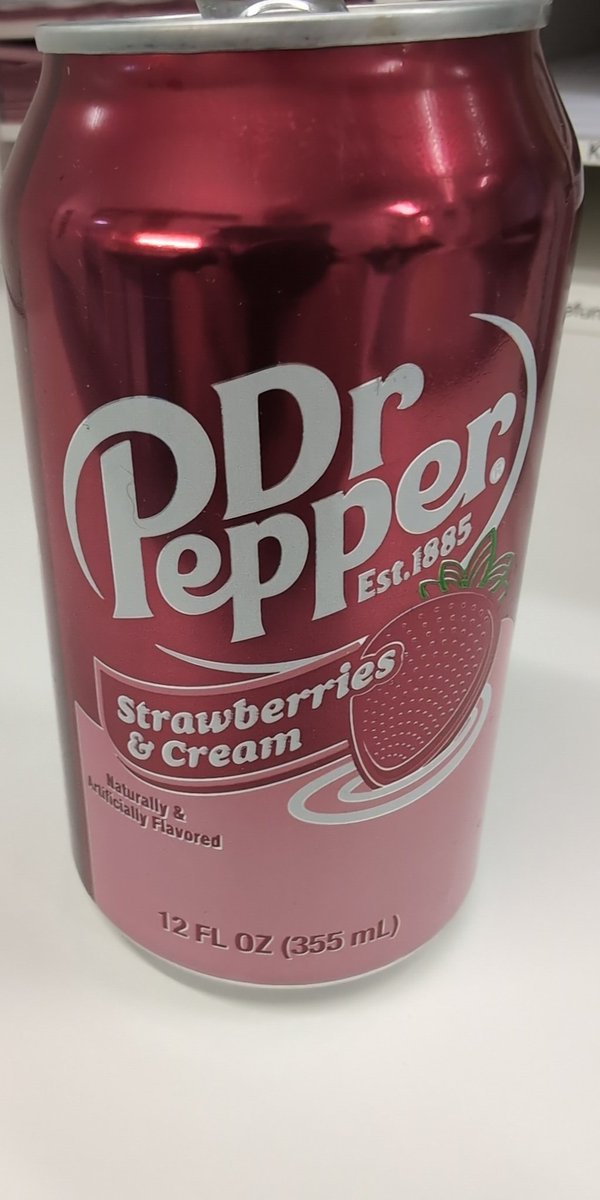 Dr
Pepper®
Est.1885
Strawberries
& Cream
Naturally &
Artificially Flavored
12 FL OZ (355 mL)